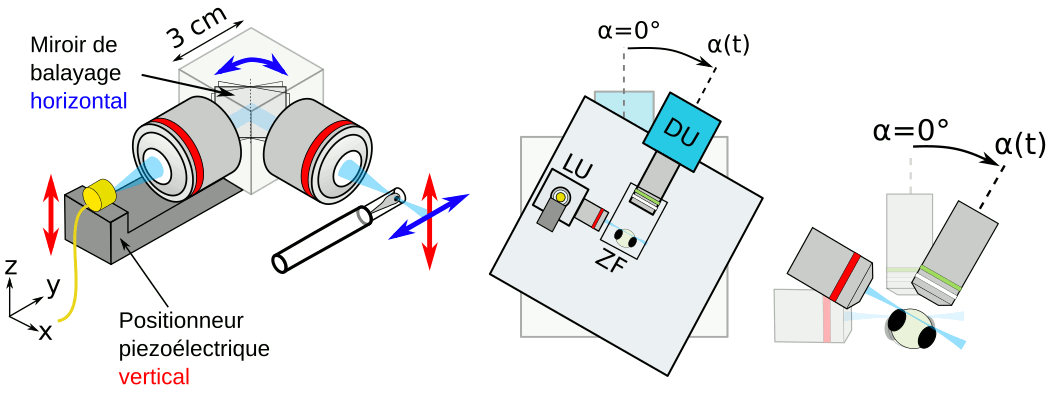 3 cm
Miroir de
balayage
horizontal
z
y
x
Positionneur
piezoélectrique
vertical
α=0°
α(t)
DU
LU
ZF
α=0°
α(t)